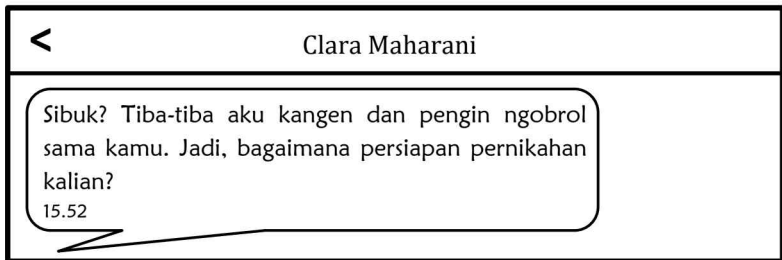 <
Clara Maharani
Sibuk? Tiba-tiba aku kangen dan pengin ngobrol
sama kamu. Jadi, bagaimana persiapan pernikahan
kalian?
15.52